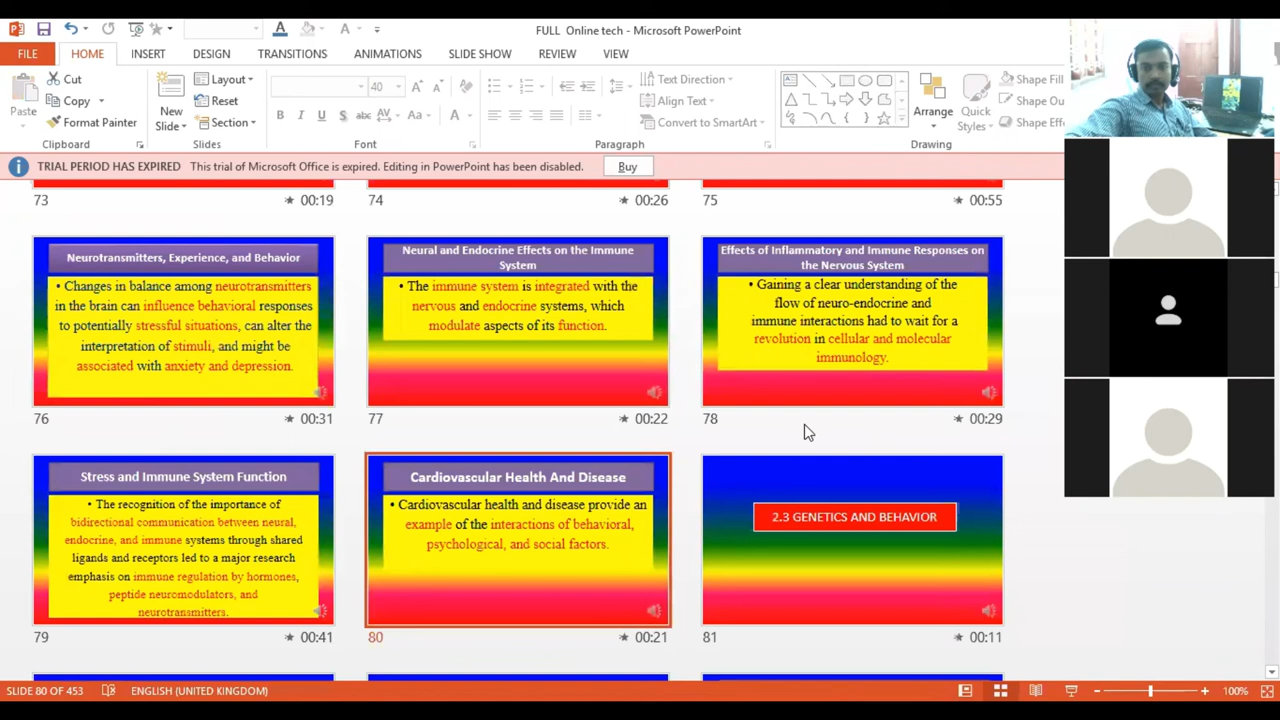 FULL Online tech - Microsoft PowerPoint
FILE HOME INSERT DESIGN TRANSITIONS ANIMATIONS SLIDE SHOW REVIEW VIEW
Paste
Cut
Copy
Format Painter
Clipboard
New Slide
Layout
Reset
Section
Slides
40
B I U S abc AV Aa A
Font
Paragraph
Text Direction
Align Text
Convert to SmartArt
Arrange
Quick Styles
Shape Fill
Shape Ou
Shape Effe
Drawing
TRIAL PERIOD HAS EXPIRED This trial of Microsoft Office is expired. Editing in PowerPoint has been disabled. Buy
73 00:19 74 00:26 75 00:55
Neurotransmitters, Experience, and Behavior
• Changes in balance among neurotransmitters
in the brain can influence behavioral responses
to potentially stressful situations, can alter the
interpretation of stimuli, and might be
associated with anxiety and depression.
76 00:31
Neural and Endocrine Effects on the Immune
System
• The immune system is integrated with the
nervous and endocrine systems, which
modulate aspects of its function.
77 00:22
Effects of Inflammatory and Immune Responses on
the Nervous System
• Gaining a clear understanding of the
flow of neuro-endocrine and
immune interactions had to wait for a
revolution in cellular and molecular
immunology.
78 00:29
Stress and Immune System Function
• The recognition of the importance of
bidirectional communication between neural,
endocrine, and immune systems through shared
ligands and receptors led to a major research
emphasis on immune regulation by hormones,
peptide neuromodulators, and
neurotransmitters.
79 00:41
Cardiovascular Health And Disease
• Cardiovascular health and disease provide an
example of the interactions of behavioral,
psychological, and social factors.
80 00:21
2.3 GENETICS AND BEHAVIOR
81 00:11
SLIDE 80 OF 453 ENGLISH (UNITED KINGDOM) 100%